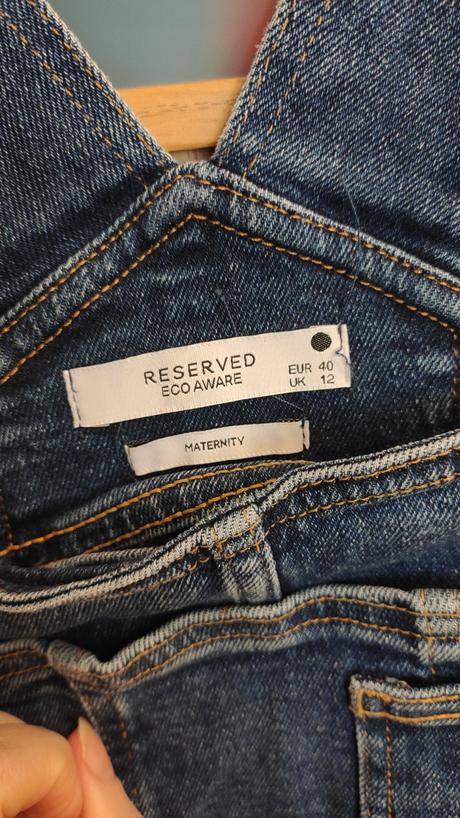 RESERVED
ECO AWARE
EUR 40
UK 12
MATERNITY